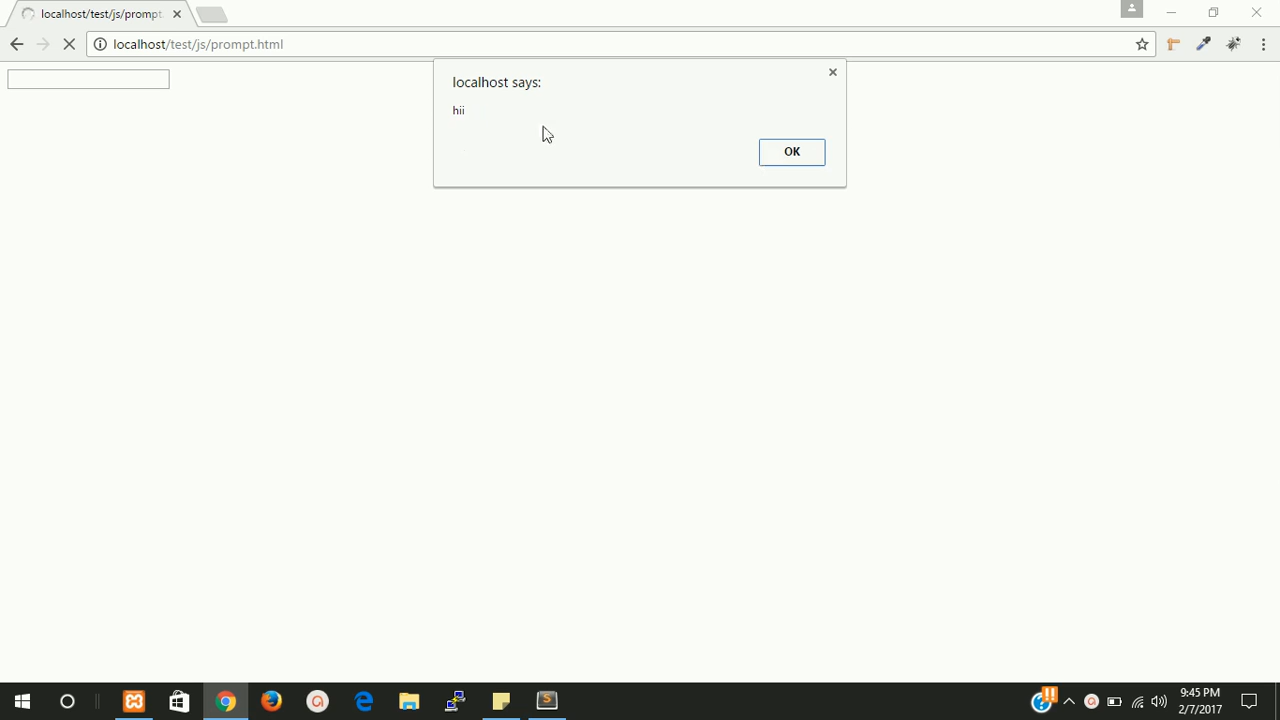 localhost/test/js/prompt.
localhost/test/js/prompt.html
localhost says:
hii
OK
9:45 PM
2/7/2017